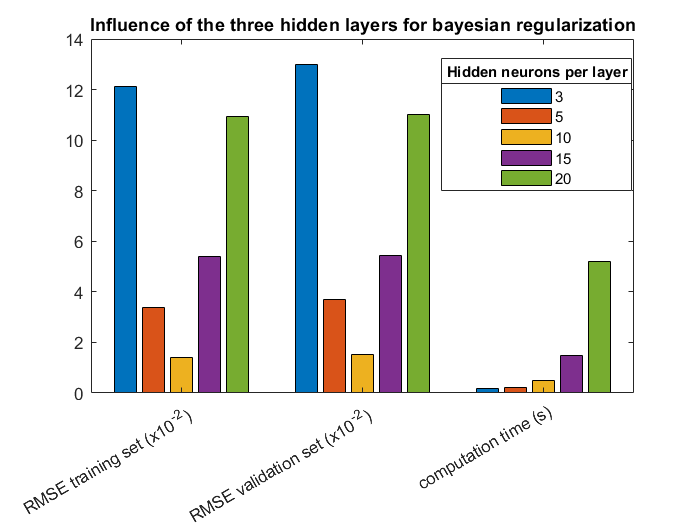 Influence of the three hidden layers for bayesian regularization
14
12
10
8
6
4
2
0
Hidden neurons per layer
3
5
10
15
20
RMSE training set (x10^-2)
RMSE validation set (x10^-2)
computation time (s)